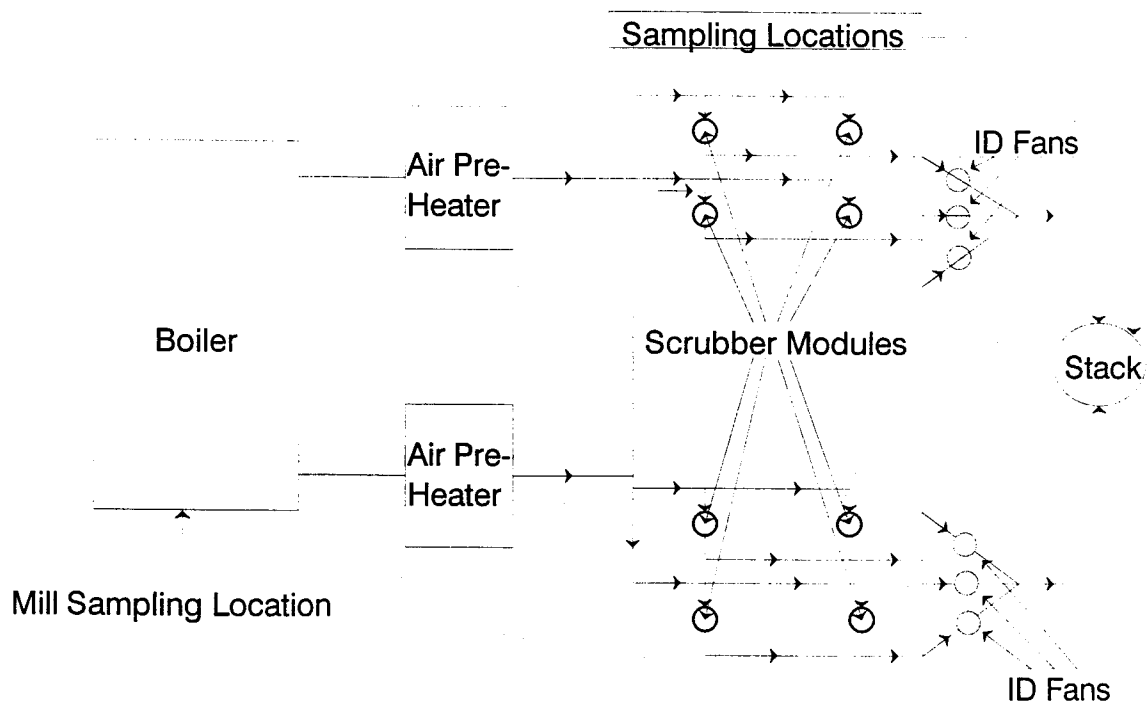 Sampling Locations
ID Fans
Air Pre-
Heater
Boiler
Scrubber Modules
Stack
Air Pre-
Heater
Mill Sampling Location
ID Fans